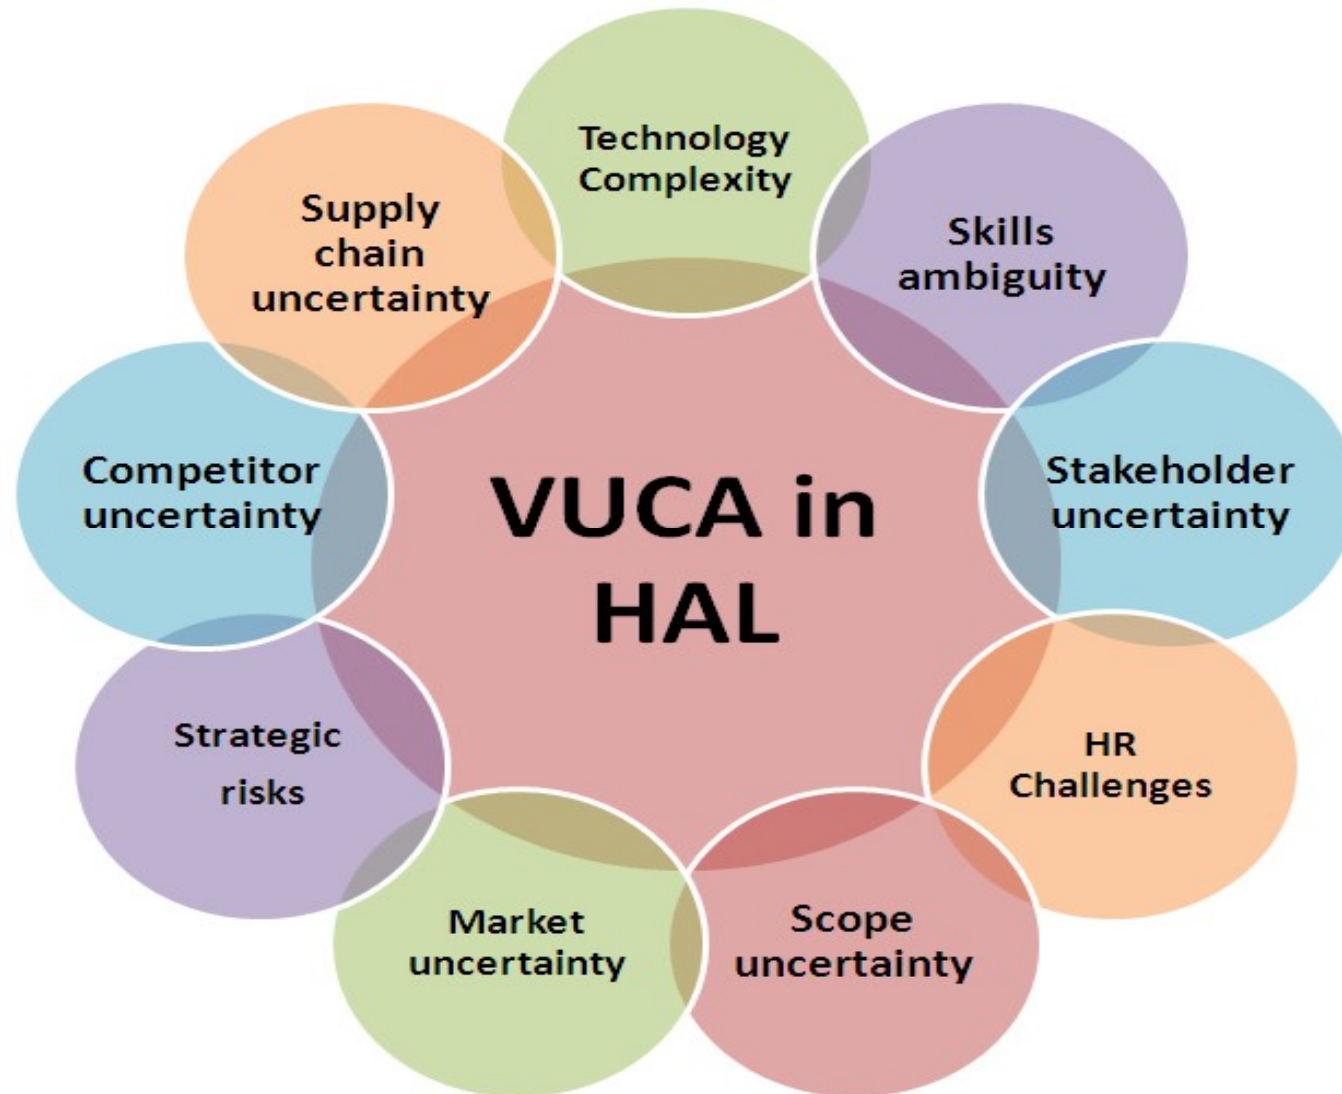 Technology
Complexity
Skills
ambiguity
Stakeholder
uncertainty
HR
Challenges
Scope
uncertainty
Market
uncertainty
Strategic
risks
Competitor
uncertainty
Supply
chain
uncertainty
VUCA in
HAL